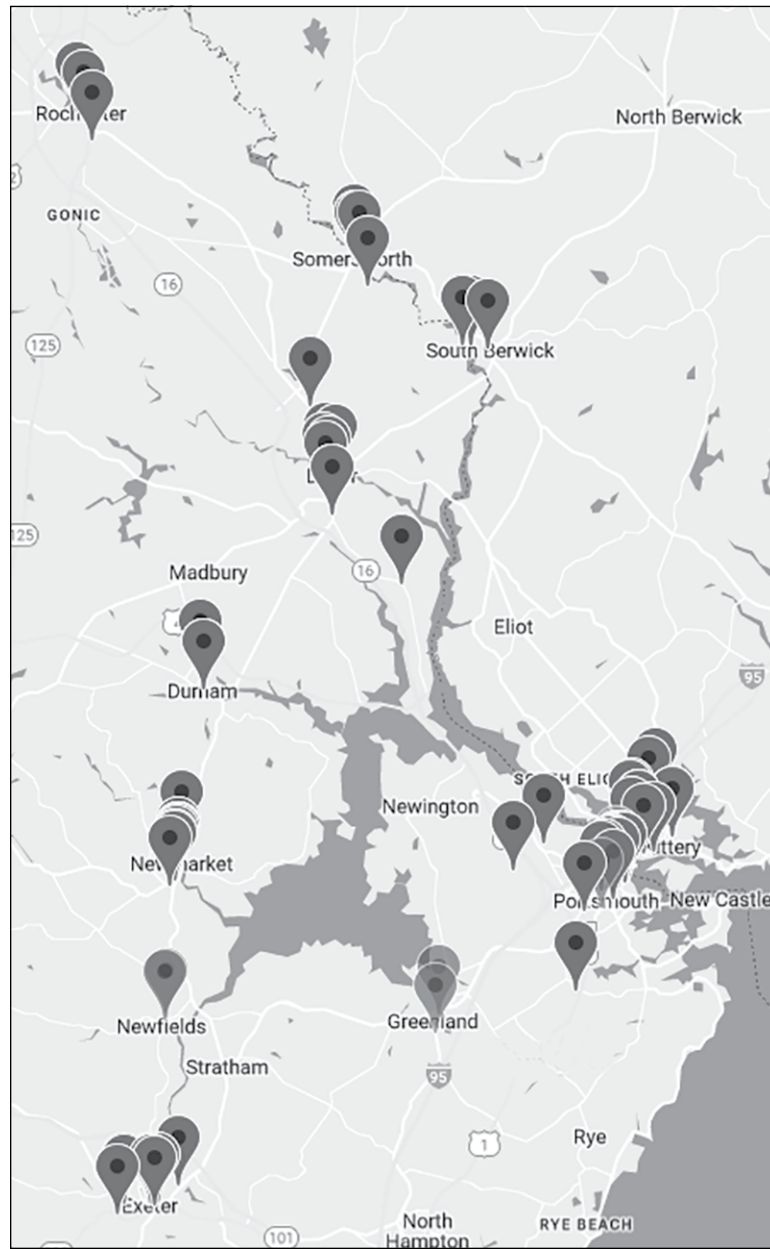 North Berwick
GONIC
16
125
South Berwick
125
16
Madbury
Eliot
95
Durham
Newington
New Castle
Portsmouth
Newfields
Greenland
Stratham
95
1
Rye
Exeter
North
Hampton
RYE BEACH
101